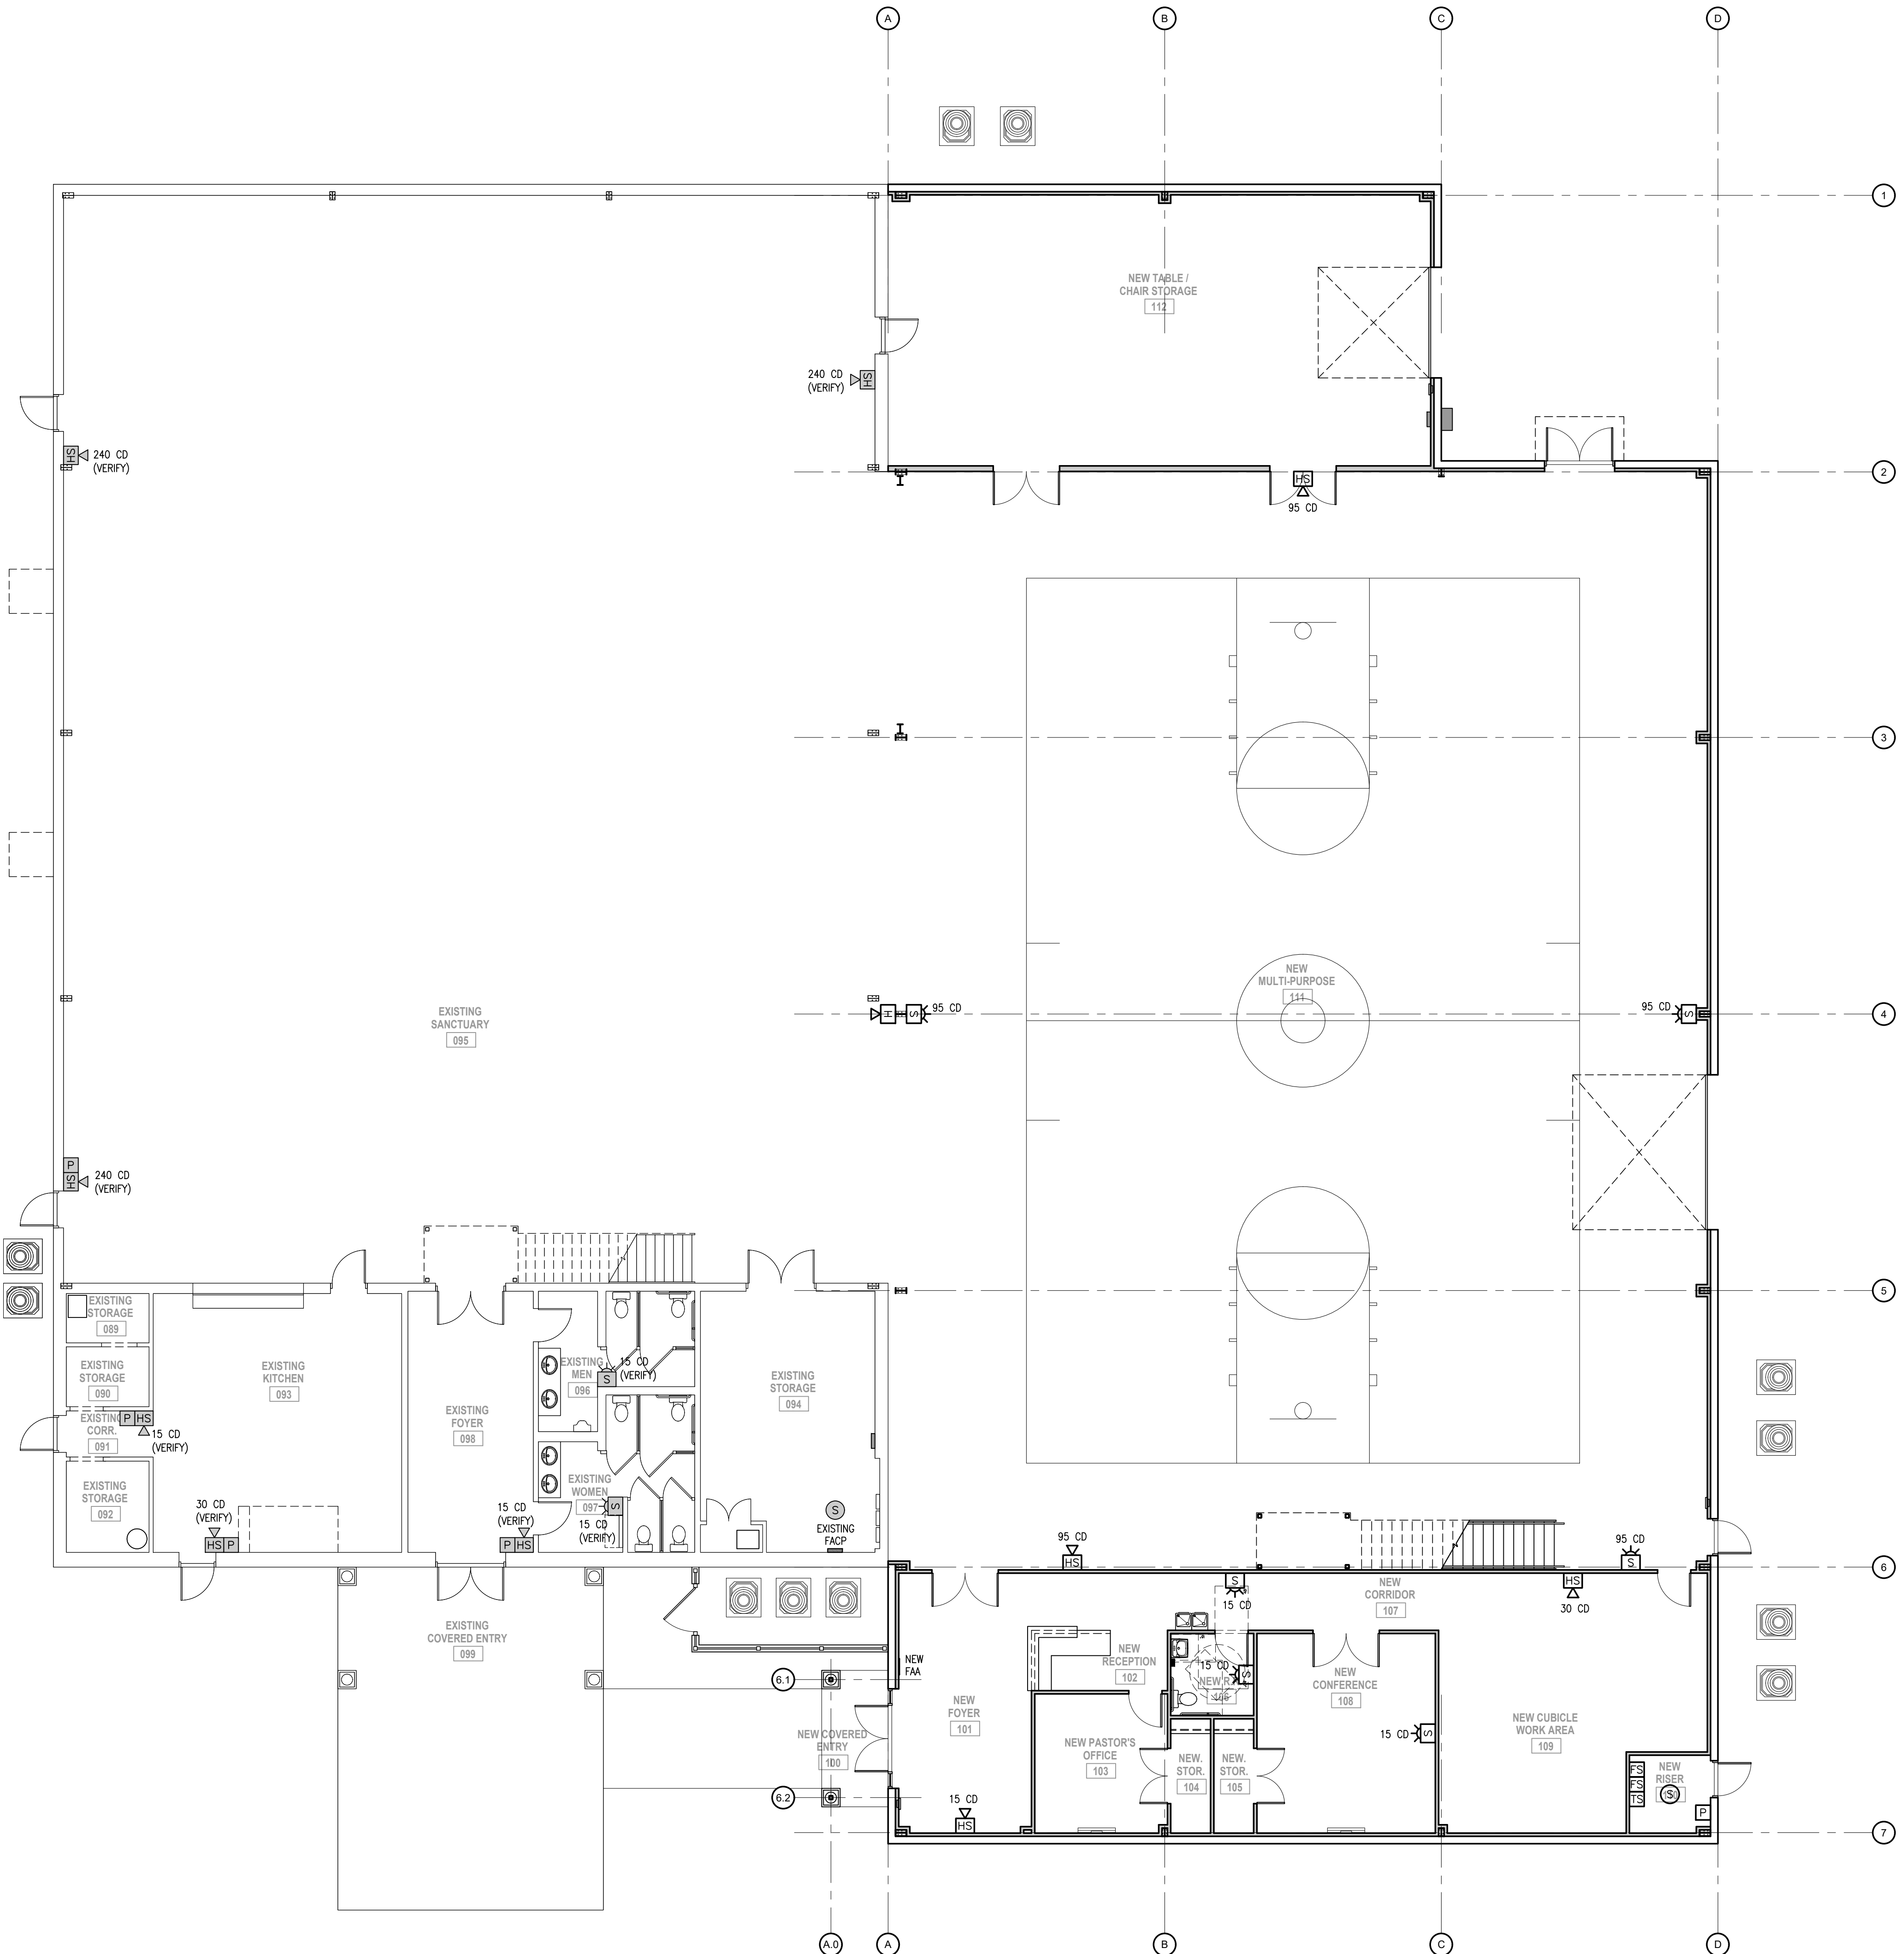 A
B
C
D
1
NEW TABLE /
CHAIR STORAGE
112
240 CD
(VERIFY)
HS
HS
240 CD
(VERIFY)
2
HS
95 CD
3
NEW
MULTI-PURPOSE
111
EXISTING
SANCTUARY
095
H
S
95 CD
95 CD
S
4
P
HS
240 CD
(VERIFY)
5
EXISTING
STORAGE
089
EXISTING
STORAGE
090
EXISTING
CORR.
091
P
HS
15 CD
(VERIFY)
EXISTING
STORAGE
092
EXISTING
KITCHEN
093
30 CD
(VERIFY)
HS
P
EXISTING
FOYER
098
15 CD
(VERIFY)
P
HS
EXISTING
MEN
096
15 CD
(VERIFY)
S
EXISTING
WOMEN
097
S
15 CD
(VERIFY)
EXISTING
STORAGE
094
S
EXISTING
FACP
95 CD
HS
95 CD
S
6
S
15 CD
NEW
CORRIDOR
107
HS
30 CD
EXISTING
COVERED ENTRY
099
NEW
FAA
6.1
NEW
RECEPTION
102
15 CD
S
NEW R.
106
NEW
CONFERENCE
108
NEW
FOYER
101
NEW COVERED
ENTRY
100
NEW PASTOR'S
OFFICE
103
NEW.
STOR.
104
NEW.
STOR.
105
15 CD
S
NEW CUBICLE
WORK AREA
109
NEW
RISER
S
FS
FS
TS
P
6.2
15 CD
HS
7
A.0
A
B
C
D